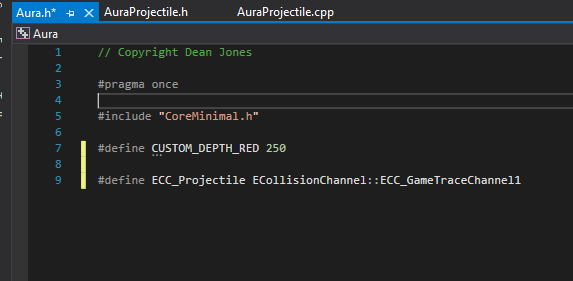 Aura.h* AuraProjectile.h AuraProjectile.cpp
Aura
1 // Copyright Dean Jones
2
3 #pragma once
4
5 #include "CoreMinimal.h"
6
7 #define CUSTOM_DEPTH_RED 250
8
9 #define ECC_Projectile ECollisionChannel::ECC_GameTraceChannel1